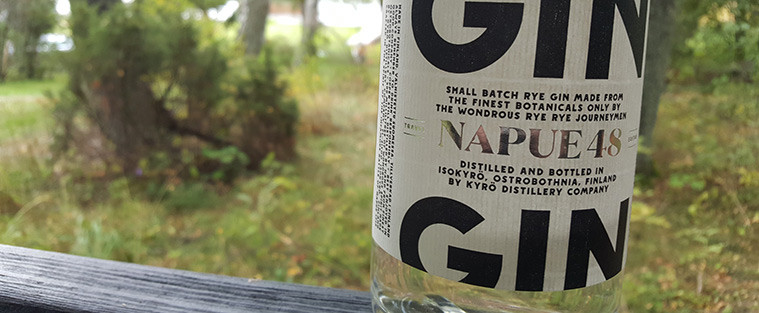 GIN
SMALL BATCH RYE GIN MADE FROM
THE FINEST BOTANICALS ONLY BY
THE WONDROUS RYE RYE JOURNEYMEN
NAPUE 48
DISTILLED AND BOTTLED IN
ISOKYRÖ, OSTROBOTHNIA, FINLAND
BY KYRÖ DISTILLERY COMPANY
GIN